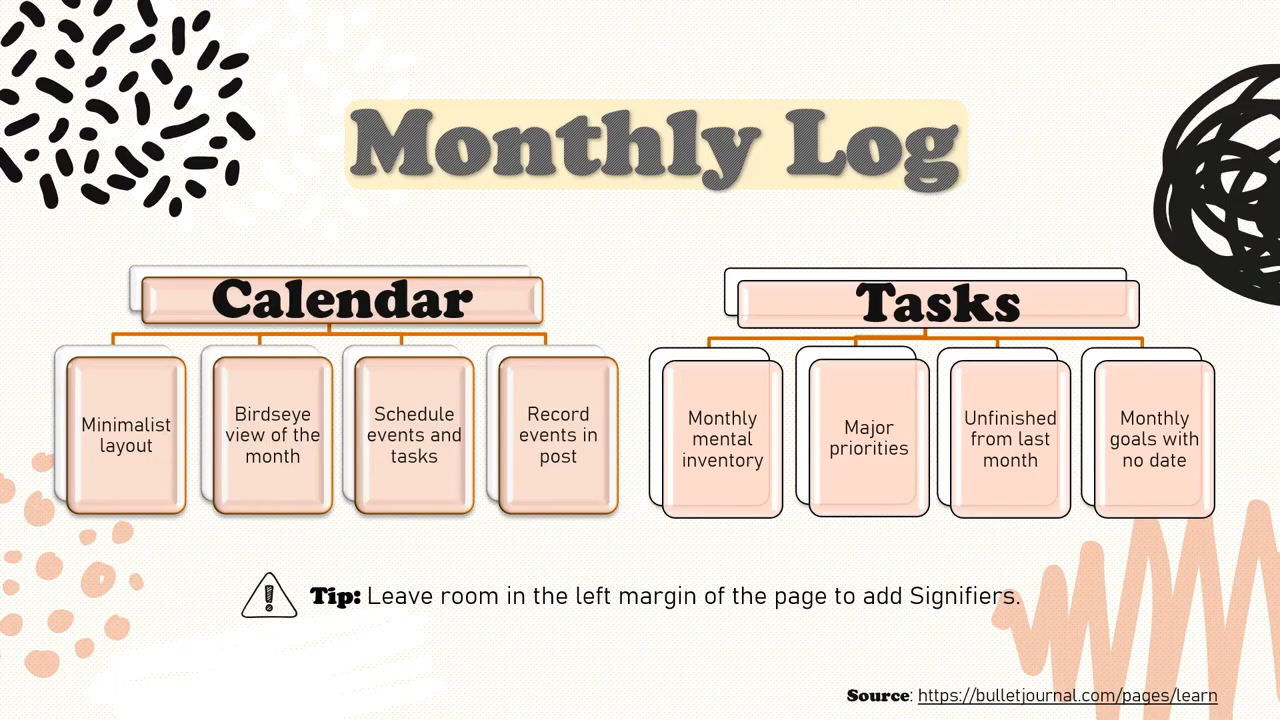 Monthly Log
Calendar
Minimalist
layout
Birdseye
view of the
month
Schedule
events and
tasks
Record
events in
post
Tasks
Monthly
mental
inventory
Major
priorities
Unfinished
from last
month
Monthly
goals with
no date
Tip: Leave room in the left margin of the page to add Signifiers.
Source: https://bulletjournal.com/pages/learn